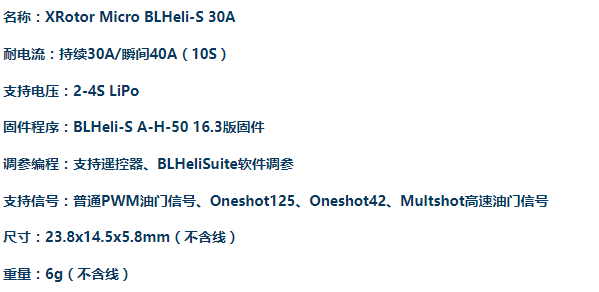 名称：XRotor Micro BLHeli-S 30A
耐电流：持续30A/瞬间40A（10S）
支持电压：2-4S LiPo
固件程序：BLHeli-S A-H-50 16.3版固件
调参编程：支持遥控器、BLHeliSuite软件调参
支持信号：普通PWM油门信号、Oneshot125、Oneshot42、Multshot高速油门信号
尺寸：23.8x14.5x5.8mm（不含线）
重量：6g（不含线）